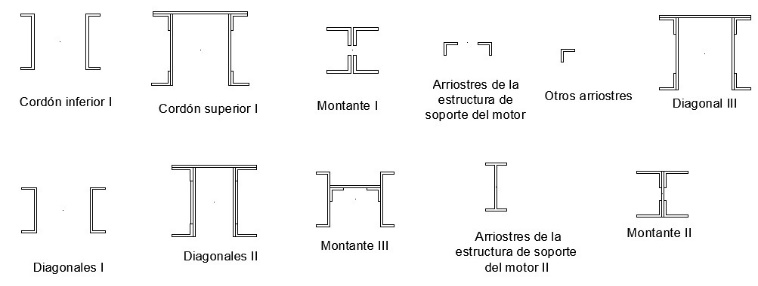 Cordón inferior I
Cordón superior I
Montante I
Arriostres de la
estructura de
soporte del motor
Otros arriostres
Diagonal III
Diagonales I
Diagonales II
Montante III
Arriostres de la
estructura de soporte
del motor II
Montante II